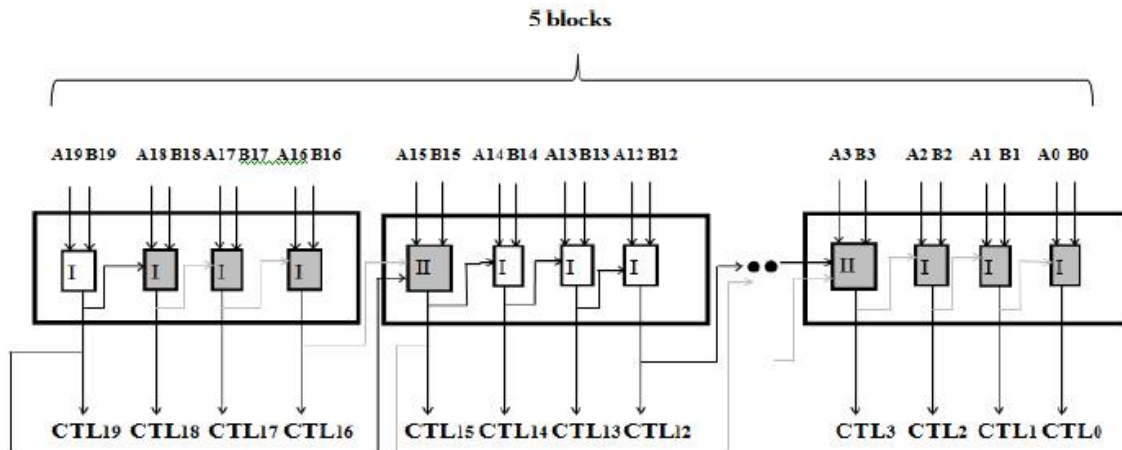 5 blocks
A19 B19 A18 B18 A17 B17 A16 B16 A15 B15 A14 B14 A13 B13 A12 B12 A3 B3 A2 B2 A1 B1 A0 B0
I I I I II I I I II I I I
CTL19 CTL18 CTL17 CTL16 CTL15 CTL14 CTL13 CTL12 CTL3 CTL2 CTL1 CTL0